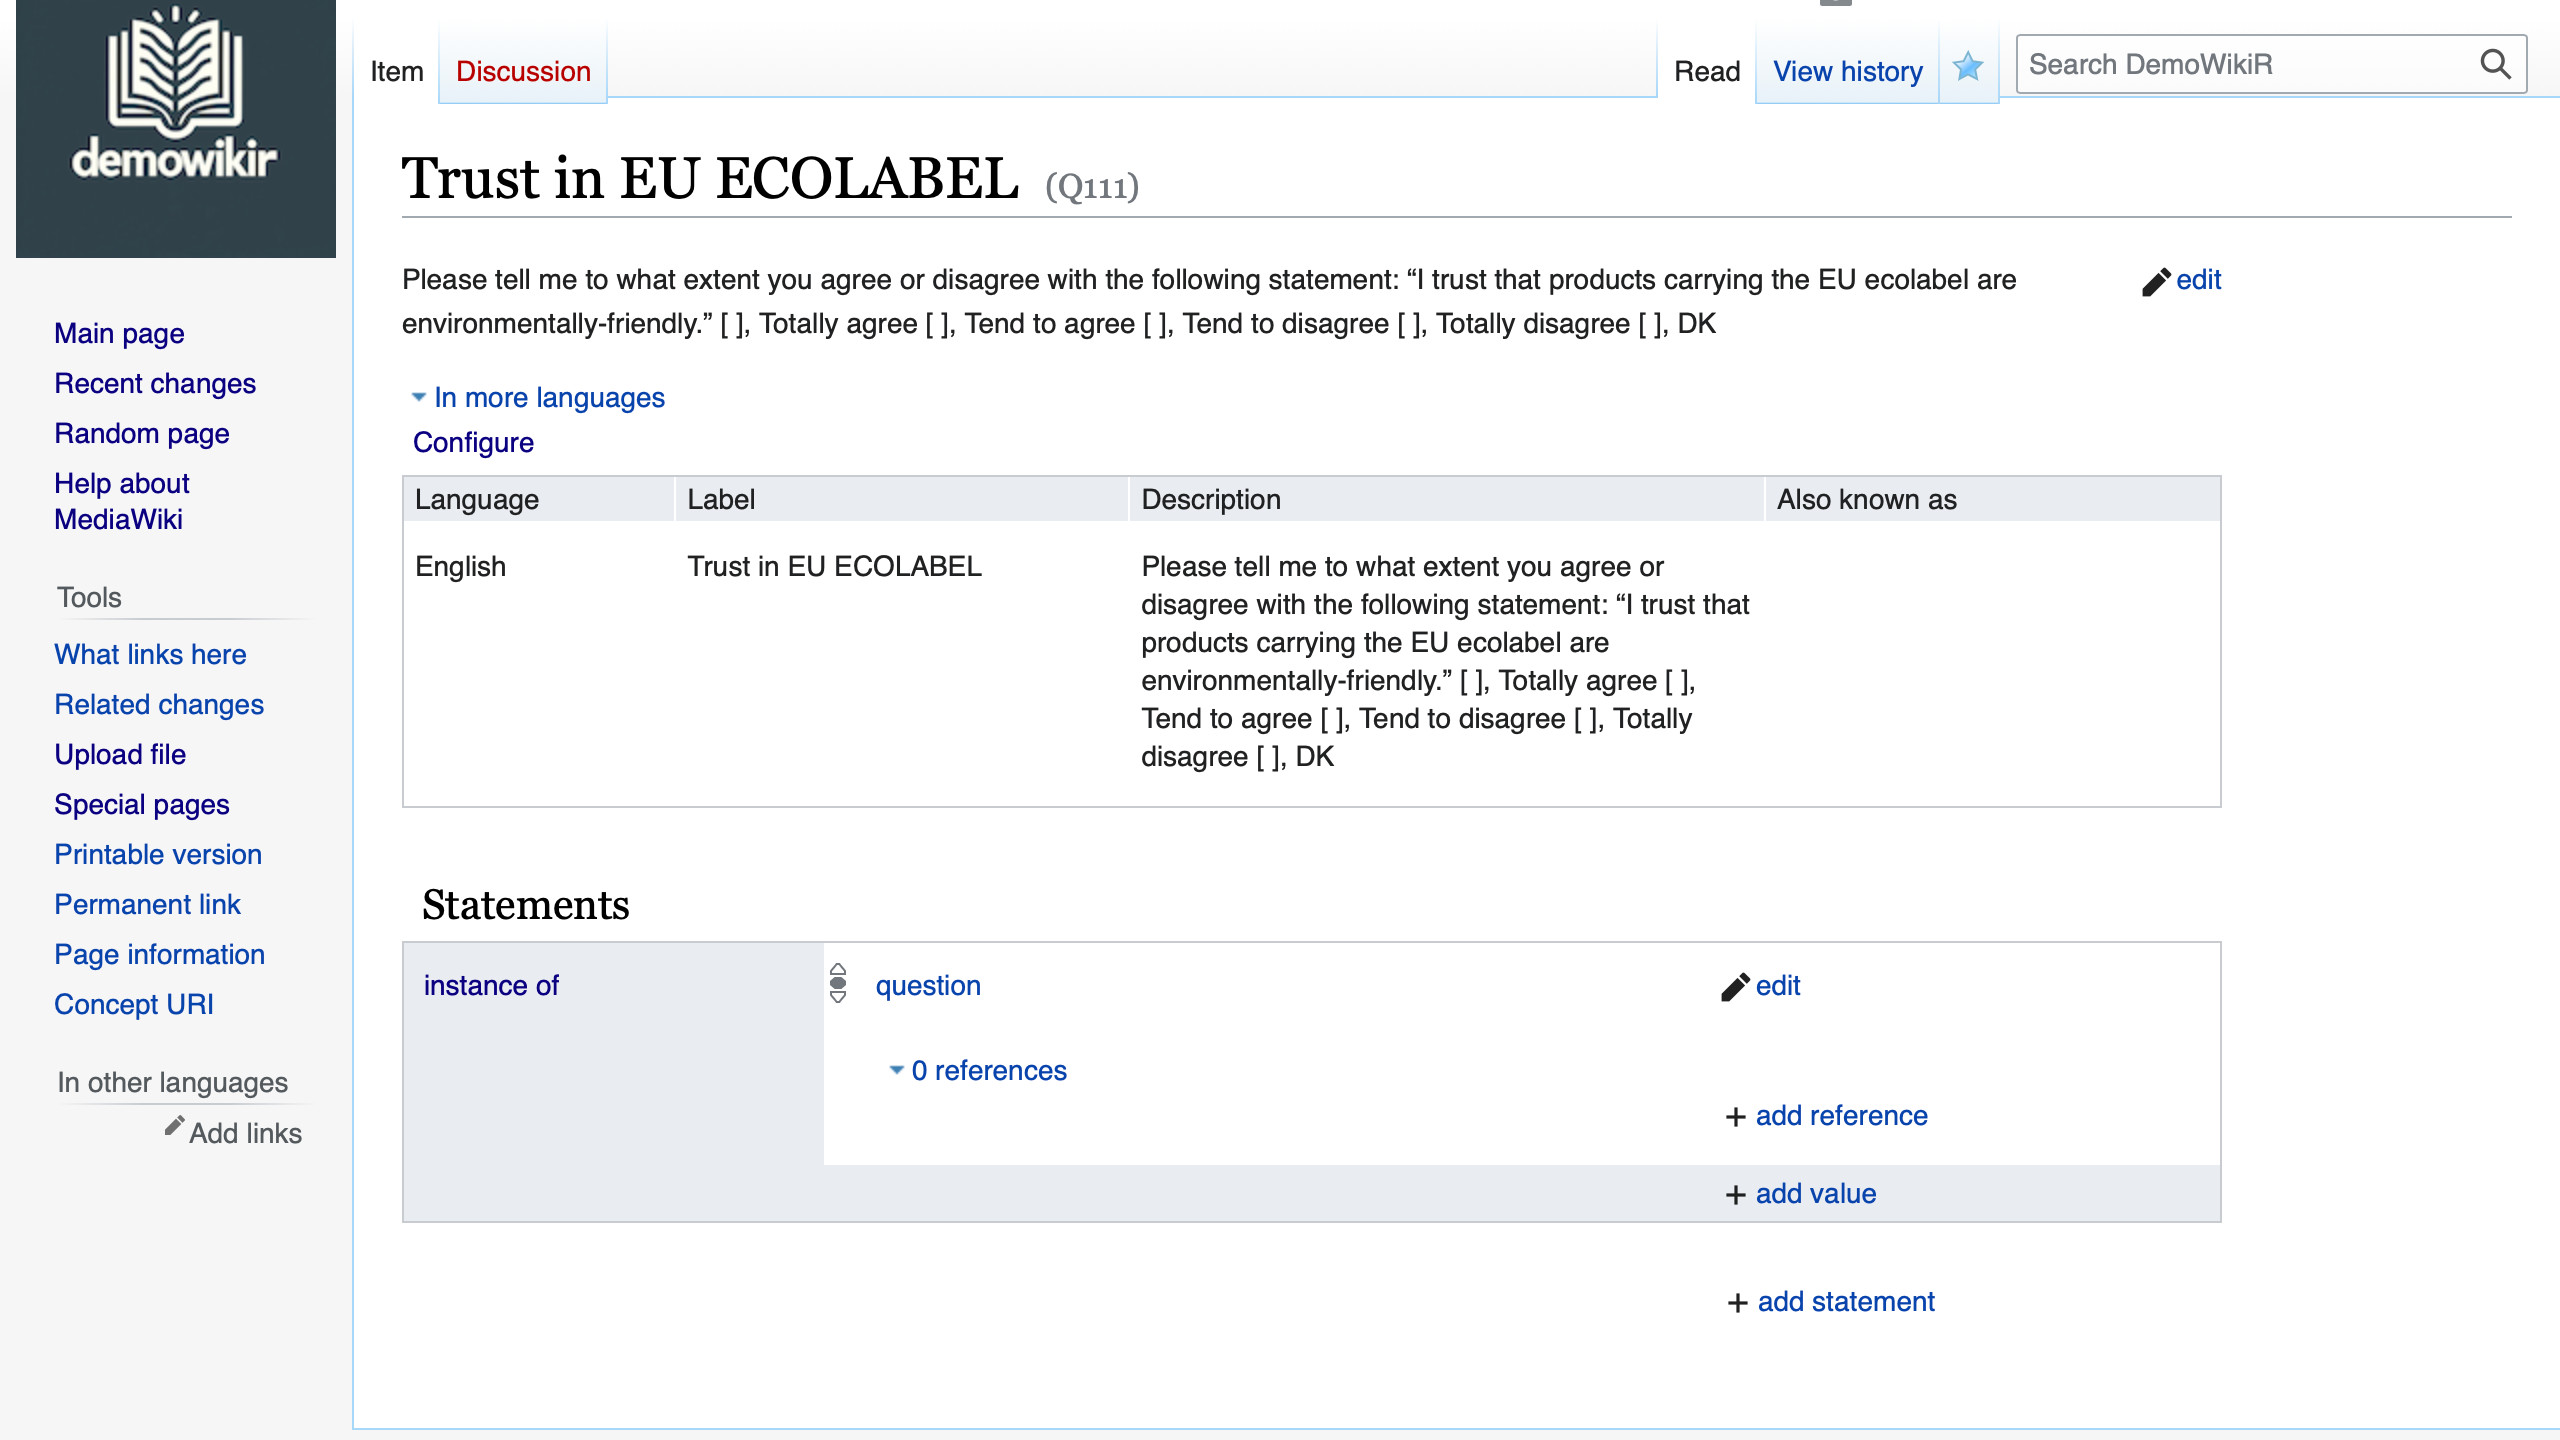 demowikir
Main page
Recent changes
Random page
Help about
MediaWiki
Tools
What links here
Related changes
Upload file
Special pages
Printable version
Permanent link
Page information
Concept URI
In other languages
Add links
Item Discussion Read View history Search DemoWikiR
Trust in EU ECOLABEL (Q111)
Please tell me to what extent you agree or disagree with the following statement: “I trust that products carrying the EU ecolabel are edit
environmentally-friendly.” [ ], Totally agree [ ], Tend to agree [ ], Tend to disagree [ ], Totally disagree [ ], DK
In more languages
Configure
Language Label Description Also known as
English Trust in EU ECOLABEL Please tell me to what extent you agree or
disagree with the following statement: “I trust that
products carrying the EU ecolabel are
environmentally-friendly.” [ ], Totally agree [ ],
Tend to agree [ ], Tend to disagree [ ], Totally
disagree [ ], DK
Statements
instance of question edit
0 references
+ add reference
+ add value
+ add statement